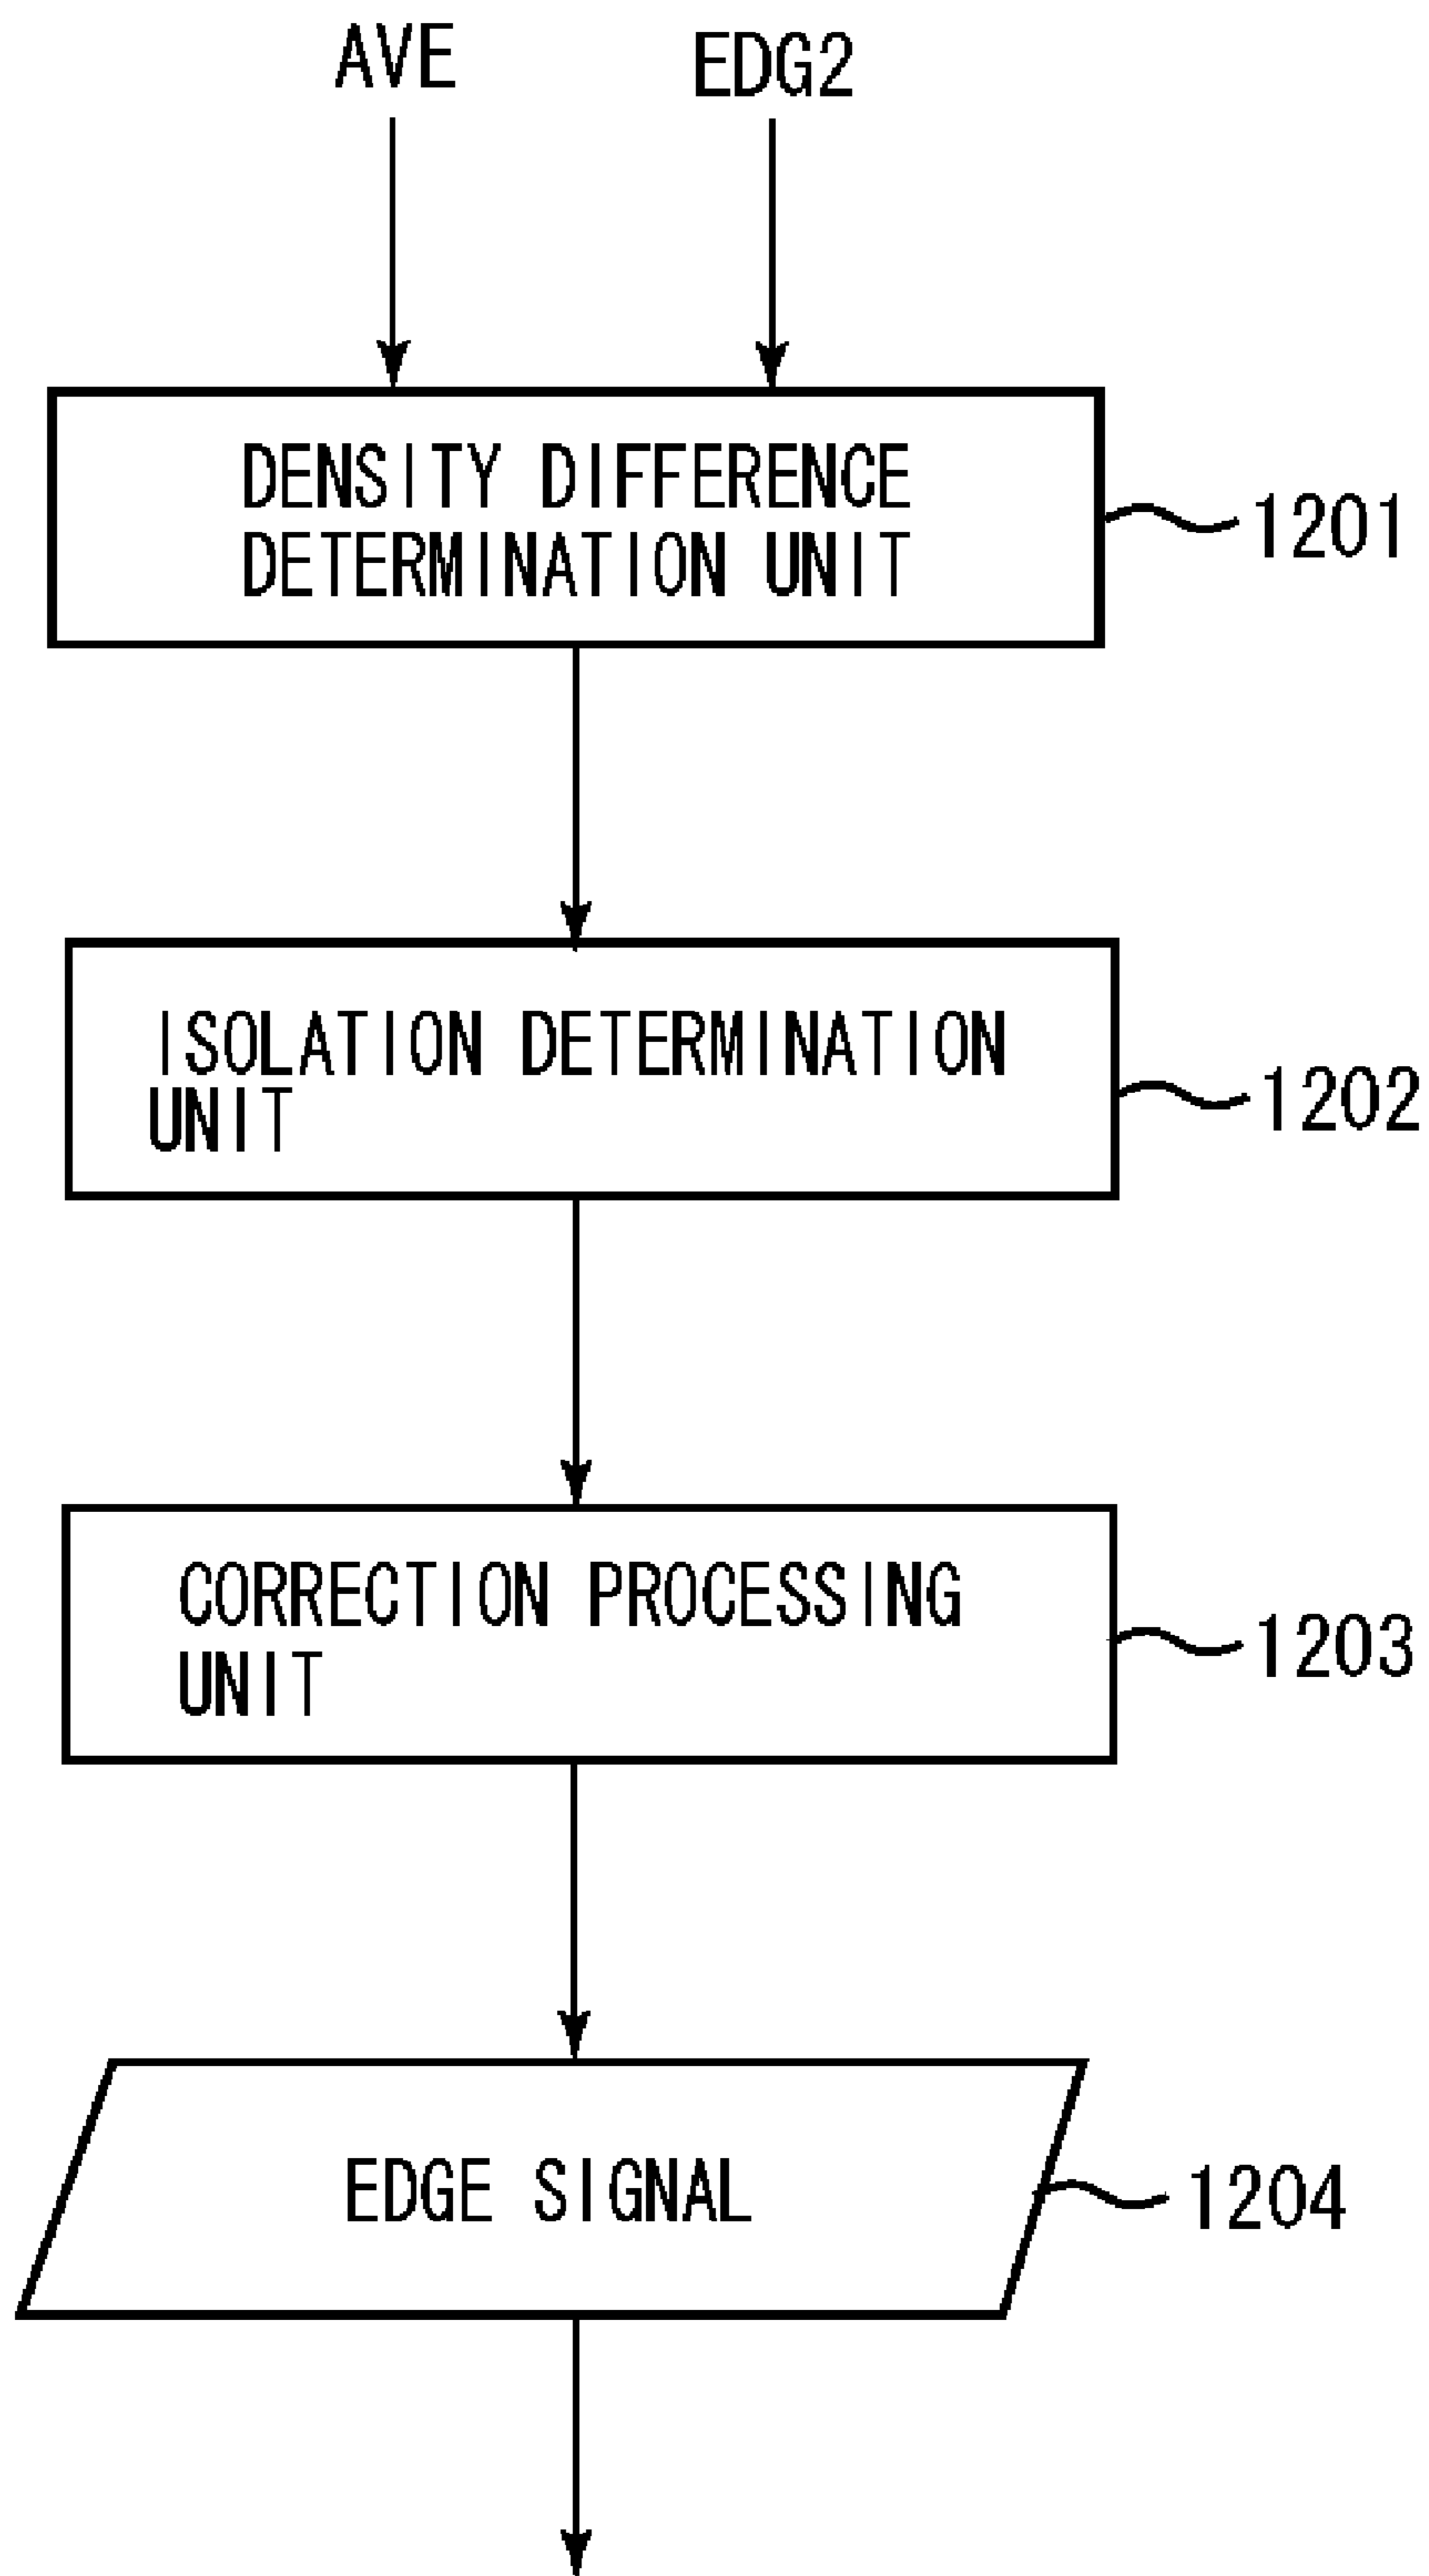 AVE
EDG2
DENSITY DIFFERENCE
DETERMINATION UNIT
1201
ISOLATION DETERMINATION
UNIT
1202
CORRECTION PROCESSING
UNIT
1203
EDGE SIGNAL
1204